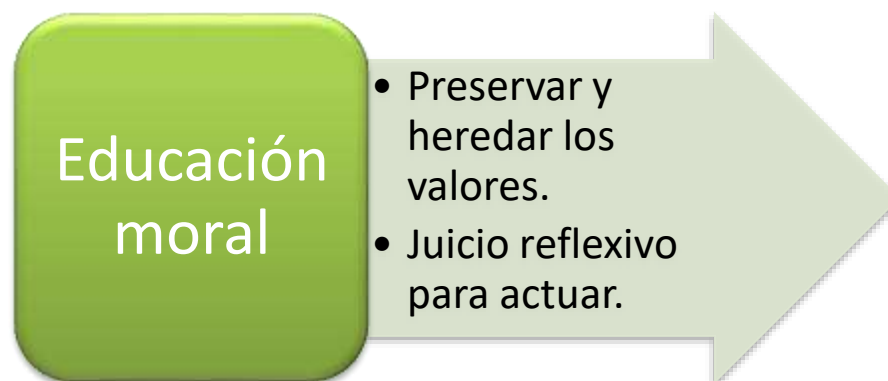 Educación
moral
• Preservar y
heredar los
valores.
• Juicio reflexivo
para actuar.